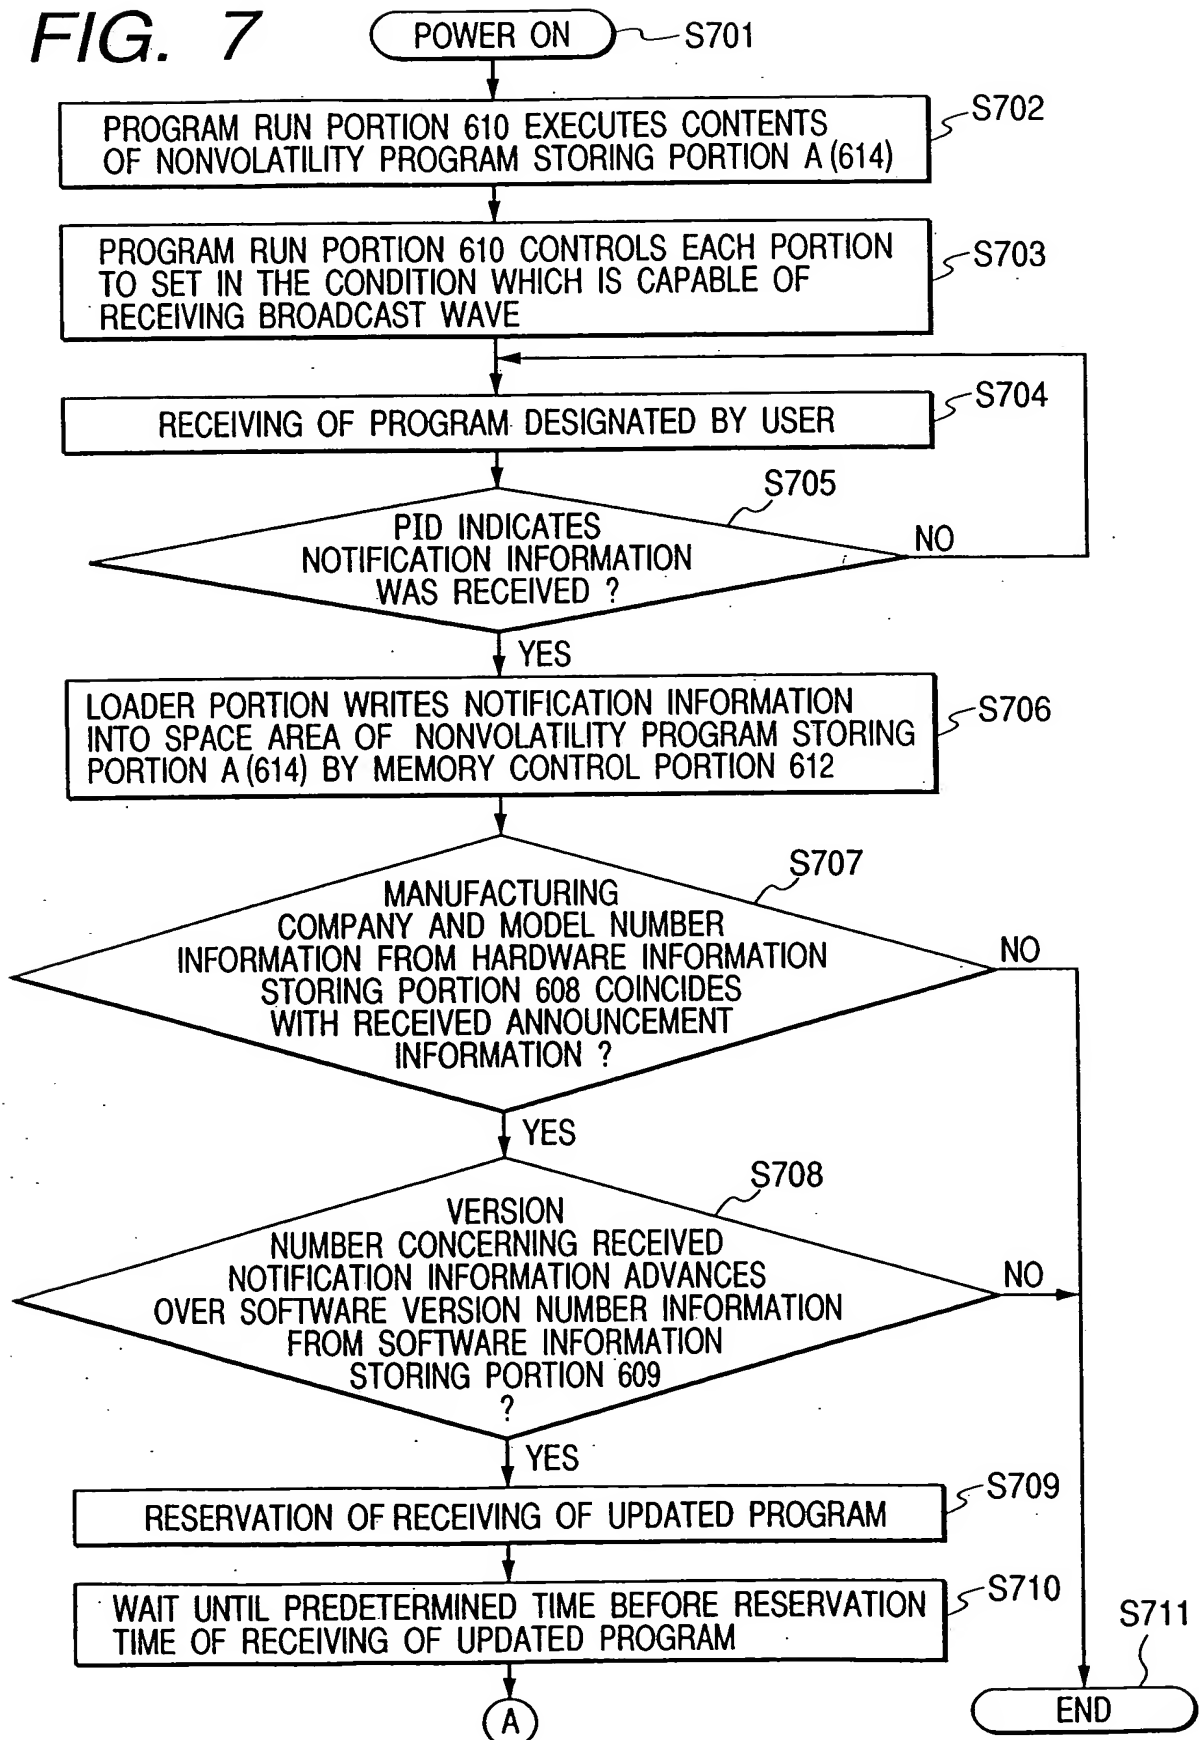 FIG. 7
POWER ON
S701
S702
PROGRAM RUN PORTION 610 EXECUTES CONTENTS
OF NONVOLATILITY PROGRAM STORING PORTION A (614)
S703
PROGRAM RUN PORTION 610 CONTROLS EACH PORTION
TO SET IN THE CONDITION WHICH IS CAPABLE OF
RECEIVING BROADCAST WAVE
S704
RECEIVING OF PROGRAM DESIGNATED BY USER
S705
PID INDICATES
NOTIFICATION INFORMATION
WAS RECEIVED ?
NO
YES
S706
LOADER PORTION WRITES NOTIFICATION INFORMATION
INTO SPACE AREA OF NONVOLATILITY PROGRAM STORING
PORTION A (614) BY MEMORY CONTROL PORTION 612
S707
MANUFACTURING
COMPANY AND MODEL NUMBER
INFORMATION FROM HARDWARE INFORMATION
STORING PORTION 608 COINCIDES
WITH RECEIVED ANNOUNCEMENT
INFORMATION ?
NO
YES
S708
VERSION
NUMBER CONCERNING RECEIVED
NOTIFICATION INFORMATION ADVANCES
OVER SOFTWARE VERSION NUMBER INFORMATION
FROM SOFTWARE INFORMATION
STORING PORTION 609
?
NO
YES
S709
RESERVATION OF RECEIVING OF UPDATED PROGRAM
S710
WAIT UNTIL PREDETERMINED TIME BEFORE RESERVATION
TIME OF RECEIVING OF UPDATED PROGRAM
S711
END
A